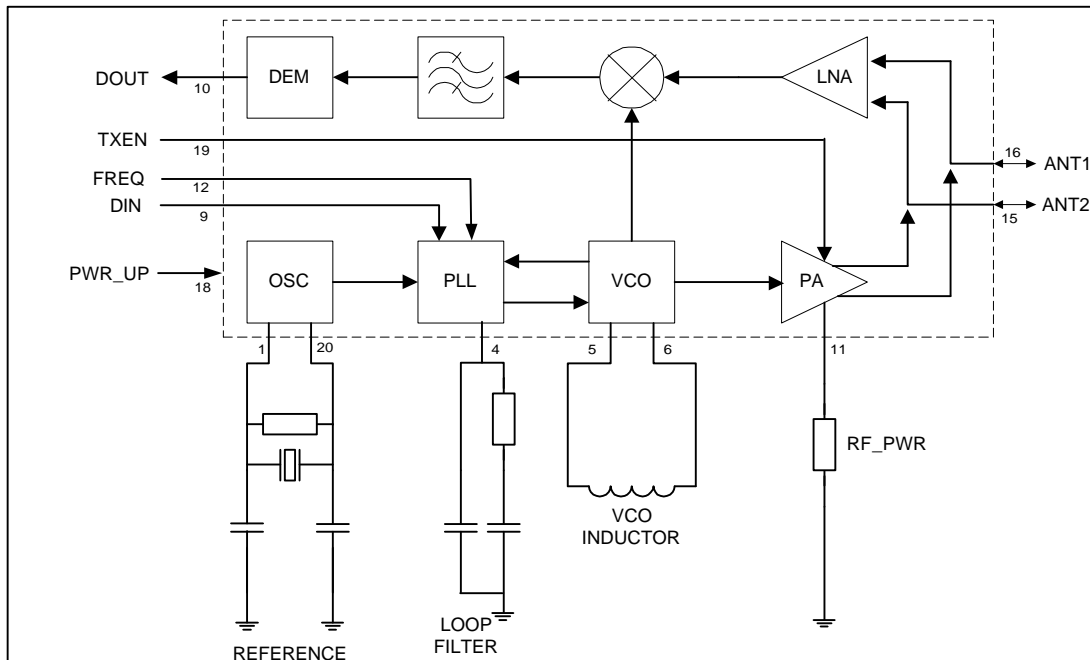 DOUT
10
DEM
LNA
TXEN
19
16
ANT1
FREQ
12
DIN
9
15
ANT2
PWR_UP
18
OSC
PLL
VCO
PA
1
20
4
5
6
11
RF_PWR
VCO
INDUCTOR
LOOP
FILTER
REFERENCE